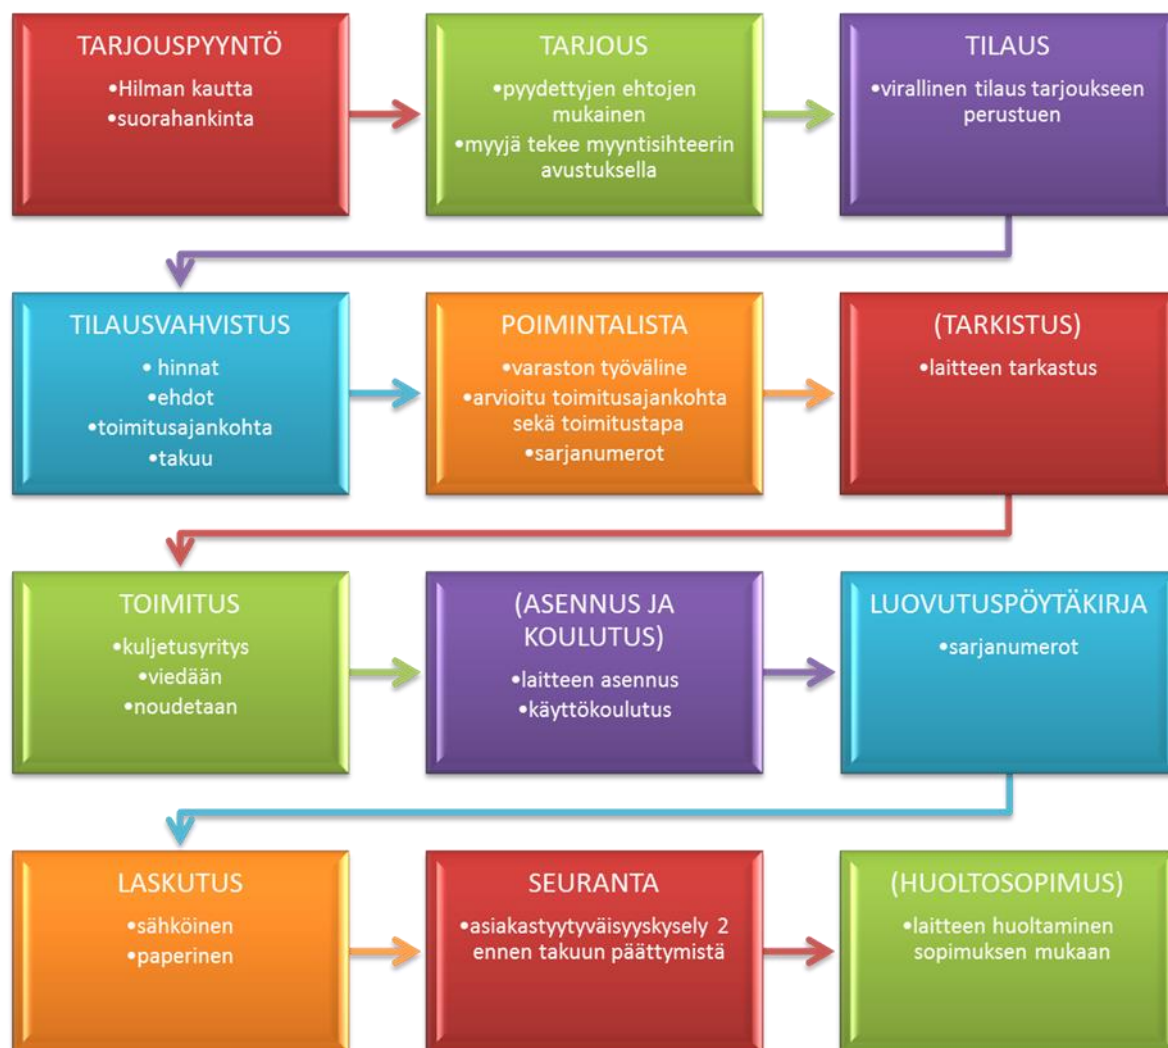 TARJOUSPYYNTÖ
•Hilman kautta
•suorahankinta
TARJOUS
•pyydettyjen ehtojen
mukainen
•myyjä tekee myyntisihteerin
avustuksella
TILAUS
•virallinen tilaus tarjoukseen
perustuen
TILAUSVAHVISTUS
• hinnat
•ehdot
•toimitusajankohta
•takuu
POIMINTALISTA
•varaston työväline
•arvioitu toimitusajankohta
sekä toimitustapa
•sarjanumerot
(TARKISTUS)
•laitteen tarkastus
TOIMITUS
•kuljetusyritys
•viedään
•noudetaan
(ASENNUS JA
KOULUTUS)
•laitteen asennus
•käyttökoulutus
LUOVUTUSPÖYTÄKIRJA
•sarjanumerot
LASKUTUS
•sähköinen
•paperinen
SEURANTA
•asiakastyytyväisyyskysely 2
ennen takuun päättymistä
(HUOLTOSOPIMUS)
•laitteen huoltaminen
sopimuksen mukaan